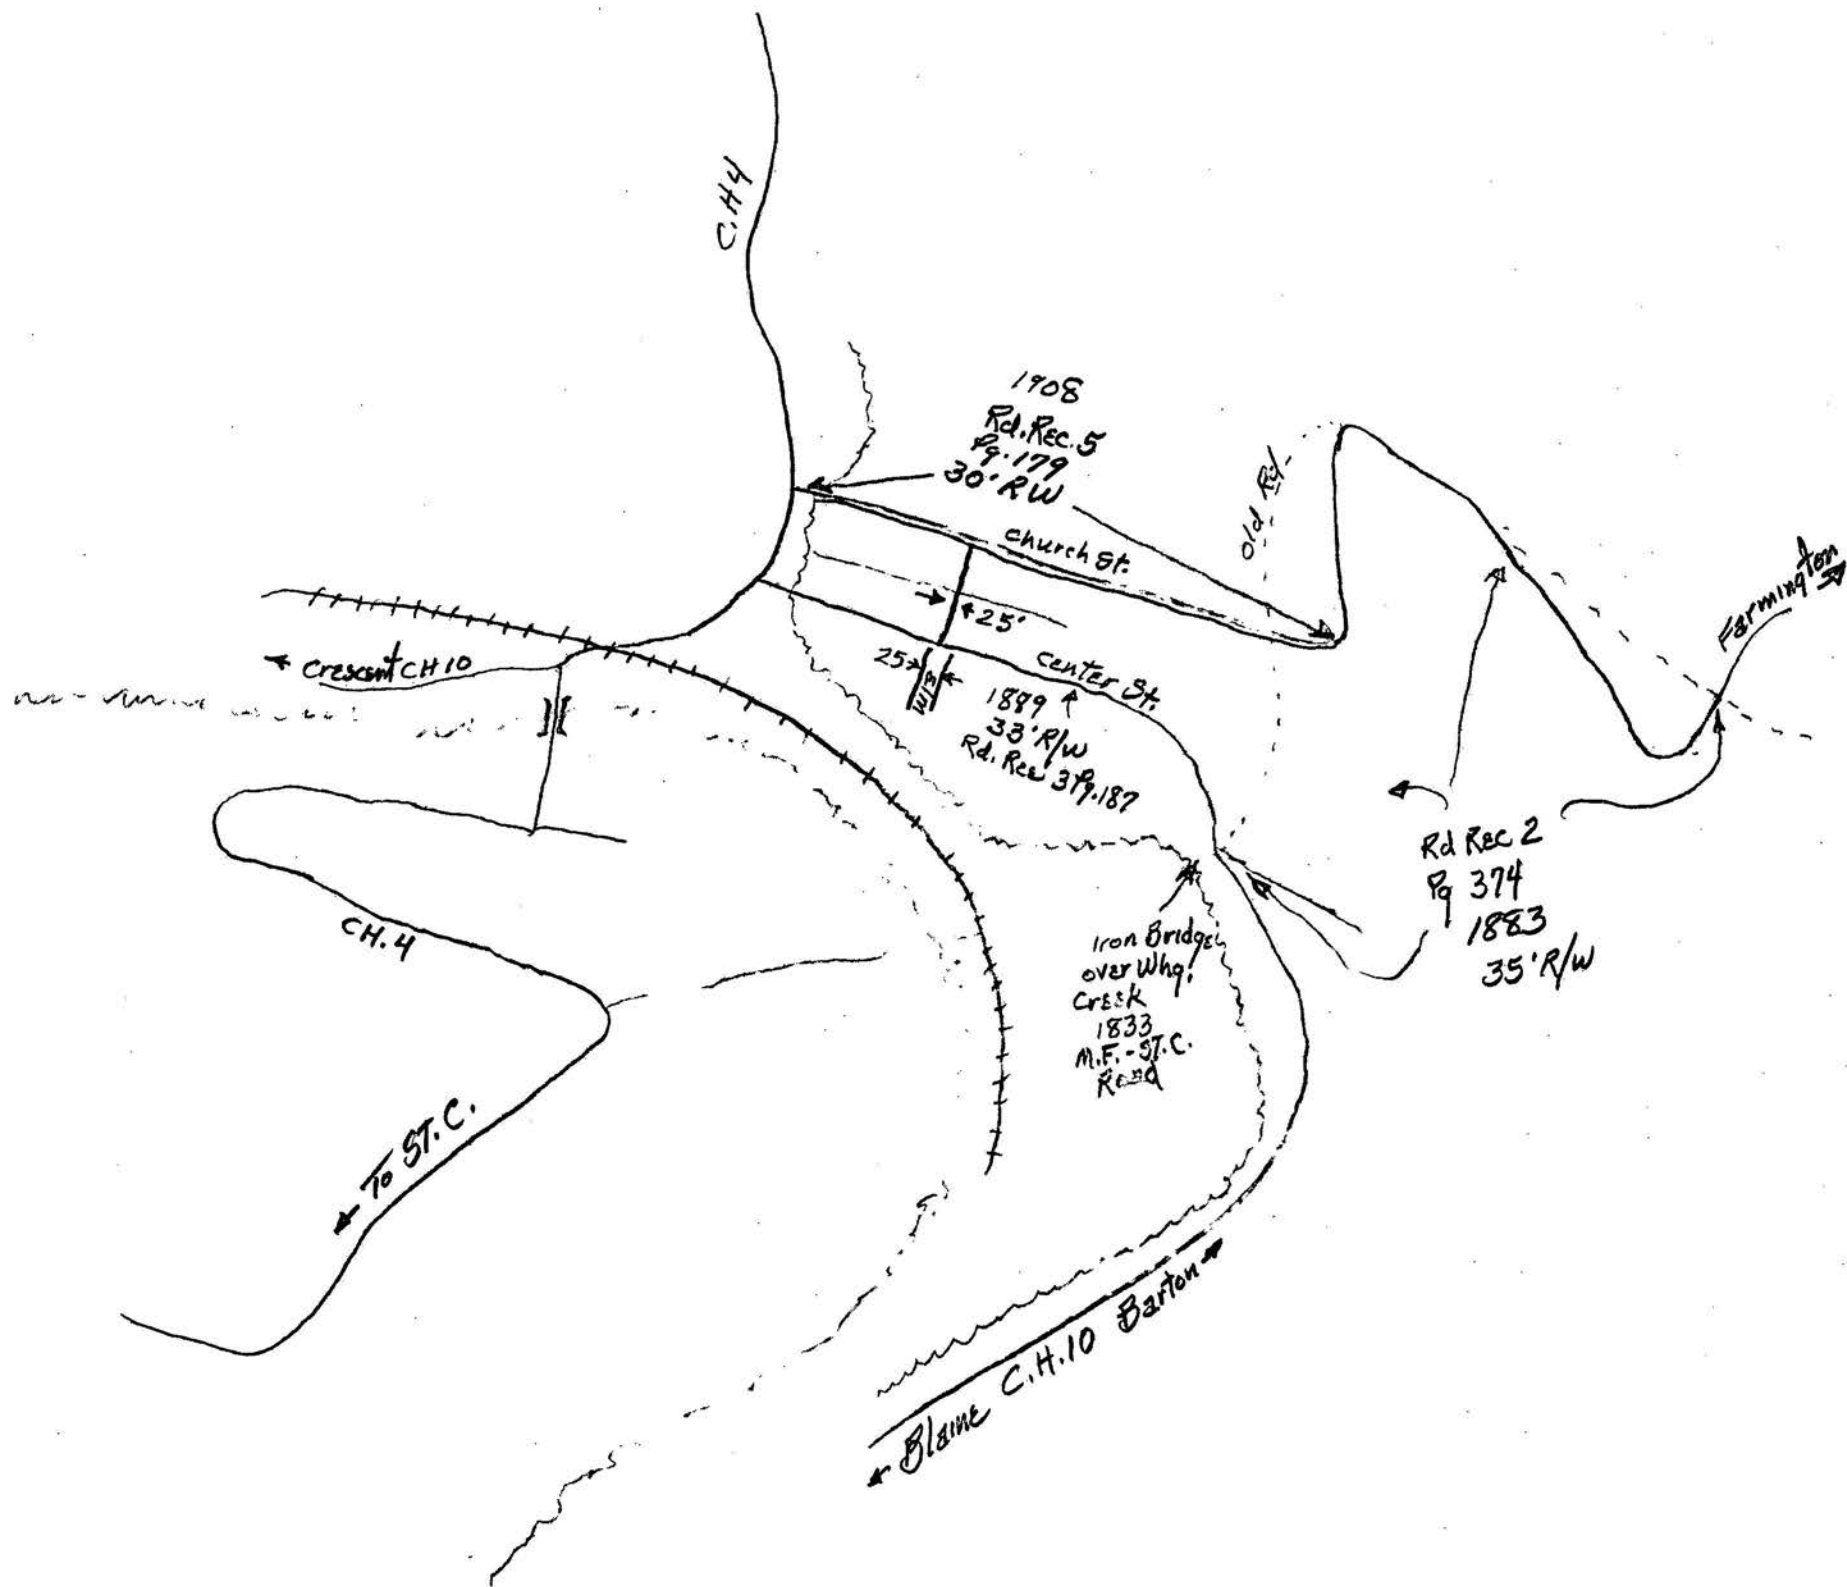 C.H 4
1908
Rd. Rec. 5
Pg. 179
30' RW
Old Rd.
Church St.
Farmington
25'
Crescent CH 10
25
Center St.
1889
33' R/W
Rd. Rec 3 Pg. 187
Rd Rec 2
Pg 374
1883
35' R/W
CH. 4
Iron Bridge
over Whg.
Creek
1833
M.F. - ST. C.
Road
To ST. C.
Blaine C.H. 10 Barton